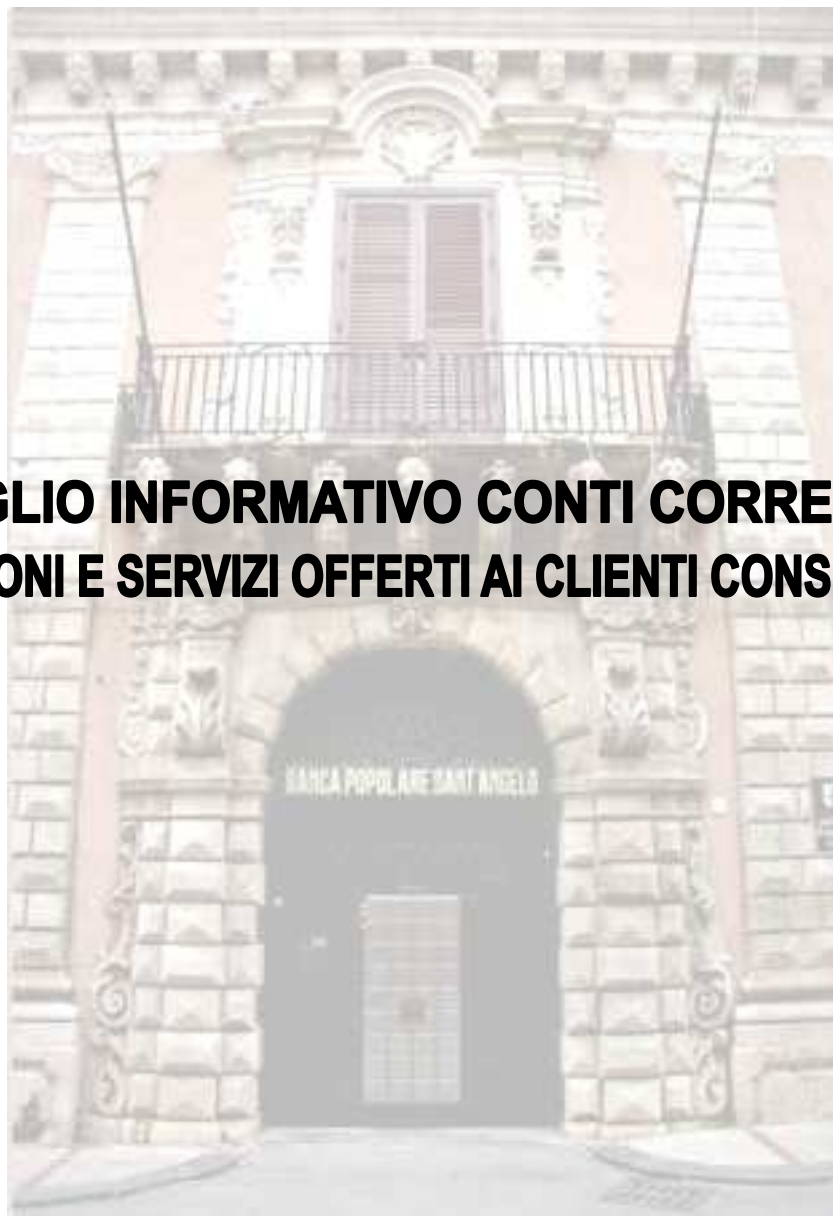 GLIO INFORMATIVO CONTI CORRE
ONI E SERVIZI OFFERTI AI CLIENTI CONS
BANCA POPOLARE SANT'ANGELO